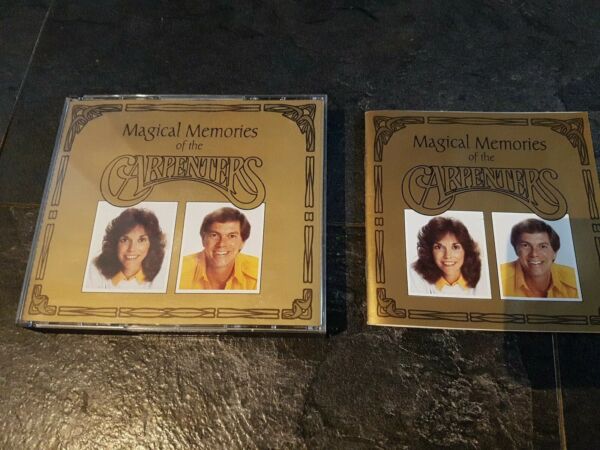 Magical Memories
of the
CARPENTERS
Magical Memories
of the
CARPENTERS